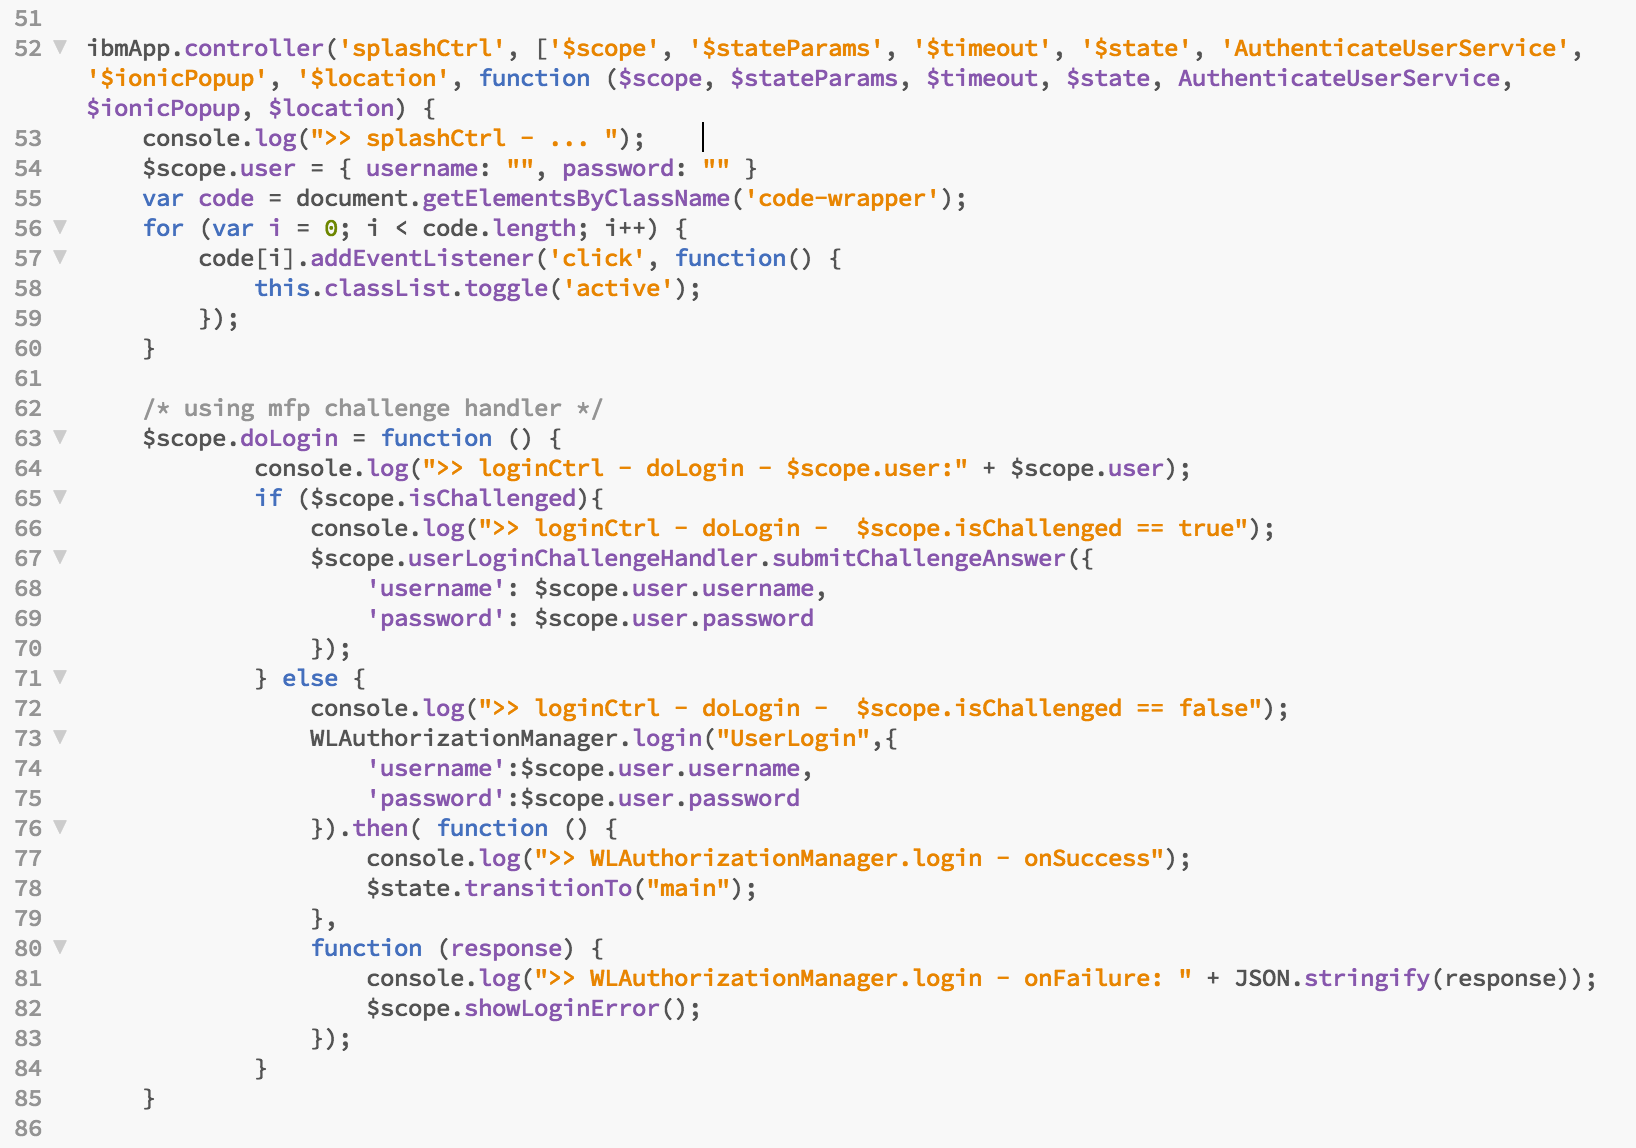 51
52 ibmApp.controller('splashCtrl', ['$scope', '$stateParams', '$timeout', '$state', 'AuthenticateUserService',
'$ionicPopup', '$location', function ($scope, $stateParams, $timeout, $state, AuthenticateUserService,
$ionicPopup, $location) {
53     console.log(">> splashCtrl - ... ");
54     $scope.user = { username: "", password: "" }
55     var code = document.getElementsByClassName('code-wrapper');
56     for (var i = 0; i < code.length; i++) {
57         code[i].addEventListener('click', function() {
58             this.classList.toggle('active');
59         });
60     }
61
62     /* using mfp challenge handler */
63     $scope.doLogin = function () {
64             console.log(">> loginCtrl - doLogin - $scope.user:" + $scope.user);
65             if ($scope.isChallenged){
66                 console.log(">> loginCtrl - doLogin -  $scope.isChallenged == true");
67                 $scope.userLoginChallengeHandler.submitChallengeAnswer({
68                     'username': $scope.user.username,
69                     'password': $scope.user.password
70                 });
71             } else {
72                 console.log(">> loginCtrl - doLogin -  $scope.isChallenged == false");
73                 WLAuthorizationManager.login("UserLogin",{
74                     'username':$scope.user.username,
75                     'password':$scope.user.password
76                 }).then( function () {
77                     console.log(">> WLAuthorizationManager.login - onSuccess");
78                     $state.transitionTo("main");
79                 },
80                 function (response) {
81                     console.log(">> WLAuthorizationManager.login - onFailure: " + JSON.stringify(response));
82                     $scope.showLoginError();
83                 });
84             }
85     }
86